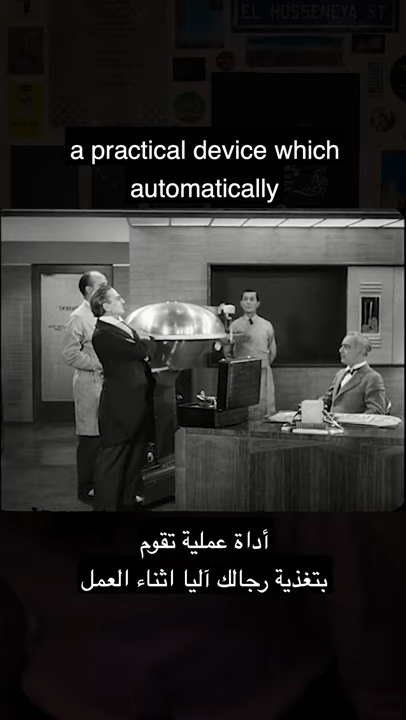 EL HOSSENEYA ST
a practical device which
automatically
أداة عملية تقوم
بتغذية رجالك آليا اثناء العمل